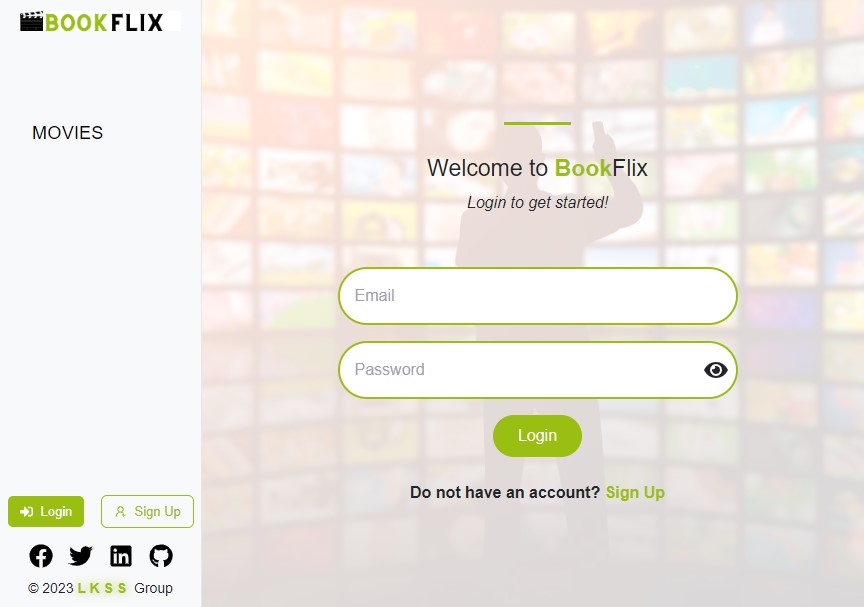 BOOKFLIX
MOVIES
Login
Sign Up
© 2023 LKSS Group
Welcome to BookFlix
Login to get started!
Email
Password
Login
Do not have an account? Sign Up